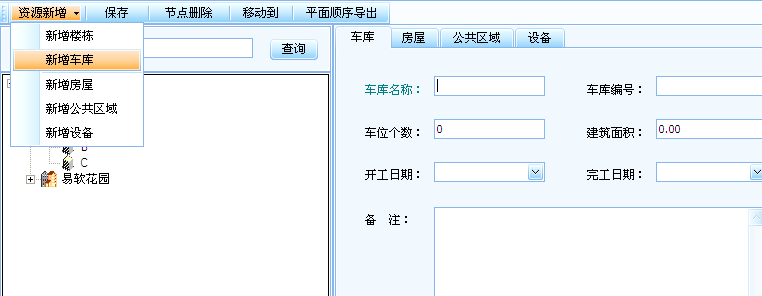 资源新增 保存 节点删除 移动到 平面顺序导出
新增楼栋
新增车库
新增房屋
新增公共区域
新增设备
查询
C
易软花园
车库 房屋 公共区域 设备
车库名称： 车库编号：
车位个数： 0 建筑面积： 0.00
开工日期： 完工日期：
备 注：